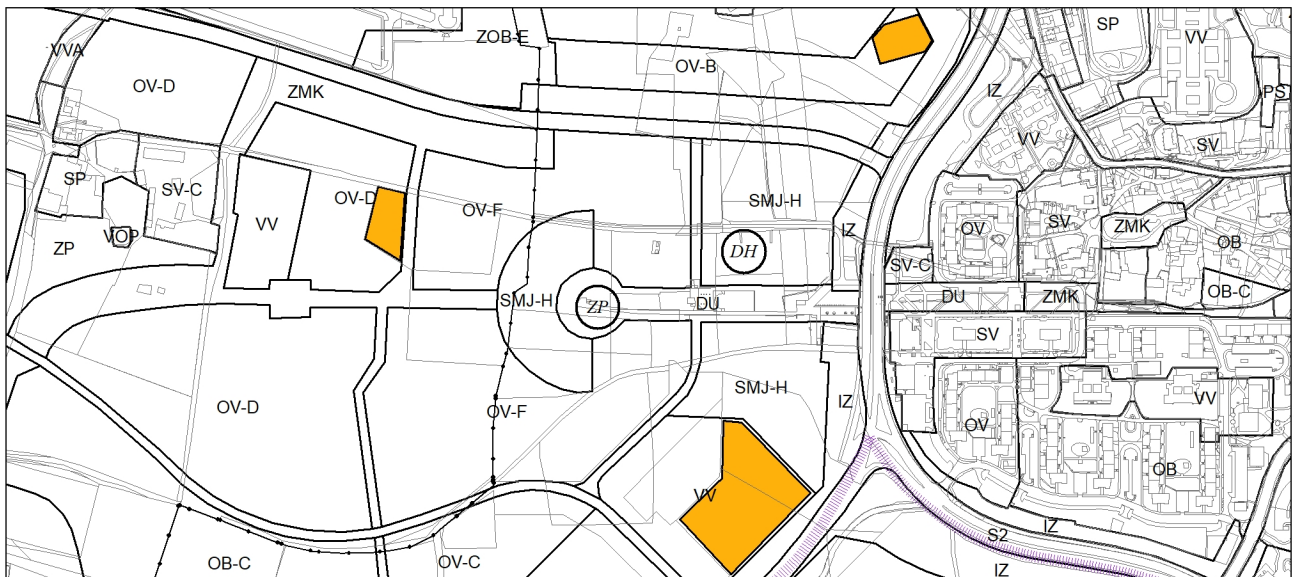 SP
VVA
ZOB-E
VV
OV-B
OV-D
ZMK
IZ
PS
VV
SV
SP
SV-C
OV-D
OV-F
SMJ-H
VV
IZ
OV
SV
ZMK
OB
ZP
VOP
DH
SV-C
OB-C
SMJ-H
ZP
DU
DU
ZMK
SV
OV-D
OV-F
SMJ-H
IZ
VV
OV
OB
VV
S2
IZ
OB-C
OV-C
IZ